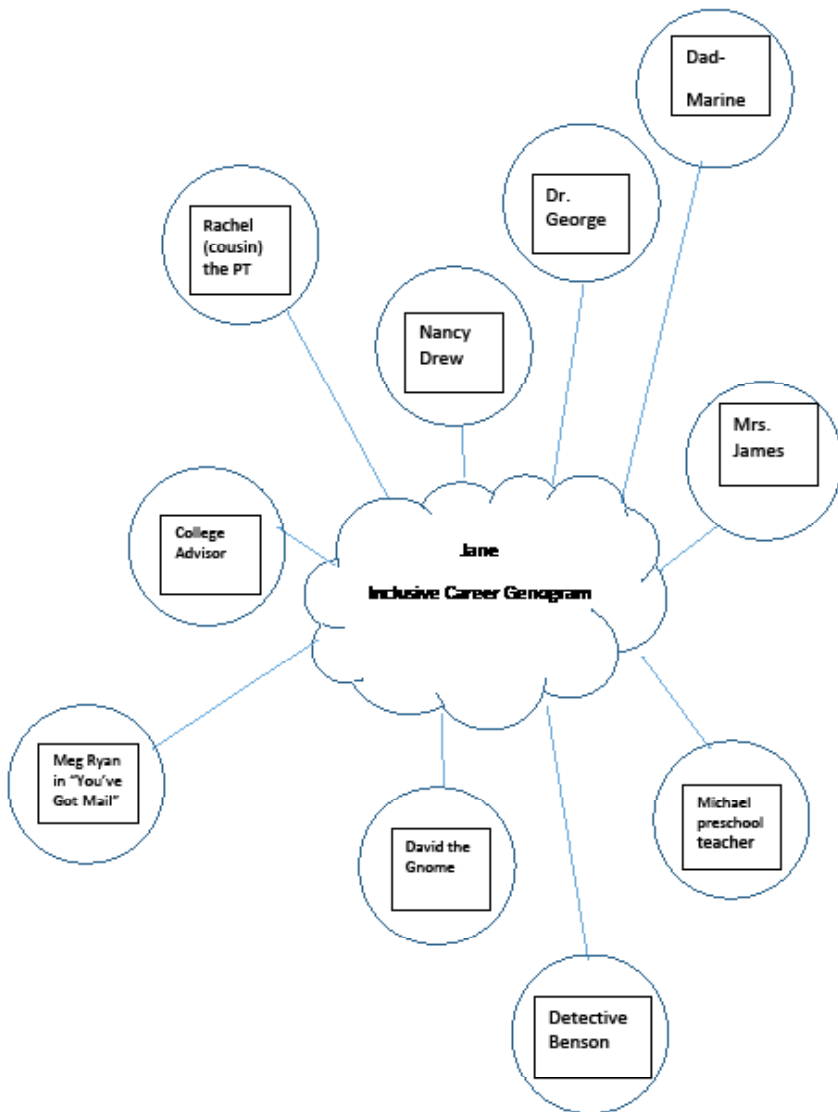 Dad-
Marine
Dr.
George
Rachel
(cousin)
the PT
Nancy
Drew
Mrs.
James
College
Advisor
Jane
Inclusive Career Genogram
Meg Ryan
in “You’ve
Got Mail”
David the
Gnome
Michael
preschool
teacher
Detective
Benson